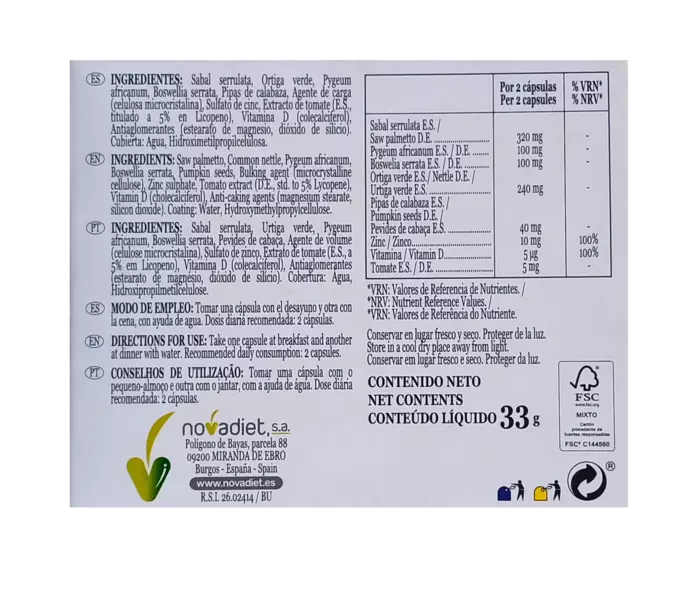 ES INGREDIENTES: Sabal serrulata, Ortiga verde, Pygeum
africanum, Boswellia serrata, Pipas de calabaza, Agente de carga
(celulosa microcristalina), Sulfato de cinc, Extracto de tomate (E.S.,
titulado a 5% en Licopeno), Vitamina D (colecalciferol),
Antiaglomerantes (estearato de magnesio, dióxido de silicio).
Cubierta: Agua, Hidroximetilpropilcelulosa.
EN INGREDIENTS: Saw palmetto, Common nettle, Pygeum africanum,
Boswellia serrata, Pumpkin seeds, Bulking agent (microcrystalline
cellulose), Zinc sulphate, Tomato extract (D.E., std. to 5% Lycopene),
Vitamin D (cholecalciferol), Anti-caking agents (magnesium stearate,
silicon dioxide). Coating: Water, Hydroxymethylpropylcellulose.
PT INGREDIENTES: Sabal serrulata, Urtiga verde, Pygeum
africanum, Boswellia serrata, Pevides de cabaça, Agente de volume
(celulose microcristalina), Sulfato de zinco, Extrato de tomate (E.S., a
5% em Licopeno), Vitamina D (colecalciferol), Antiaglomerantes
(estearato de magnésio, dióxido de silício). Cobertura: Água,
Hidroxipropilmetilcelulose.
ES MODO DE EMPLEO: Tomar una cápsula con el desayuno y otra con
la cena, con ayuda de agua. Dosis diaria recomendada: 2 cápsulas.
EN DIRECTIONS FOR USE: Take one capsule at breakfast and another
at dinner with water. Recommended daily consumption: 2 capsules.
PT CONSELHOS DE UTILIZAÇÃO: Tomar uma cápsula com o
pequeno-almoço e outra com o jantar, com a ajuda de água. Dose diária
recomendada: 2 cápsulas.
novadiet, s.a.
Polígono de Bayas, parcela 88
09200 MIRANDA DE EBRO
Burgos - España - Spain
www.novadiet.es
R.S.I. 26.02414 / BU
Por 2 cápsulas % VRN*
Per 2 capsules % NRV*
Sabal serrulata E.S. /
Saw palmetto D.E. 320 mg -
Pygeum africanum E.S. / D.E. 100 mg -
Boswelia serrata E.S. / D.E. 100 mg -
Ortiga verde E.S./ Nettle D.E. /
Urtiga verde E.S. 240 mg -
Pipas de calabaza E.S. /
Pumpkin seeds D.E. /
Pevides de cabaça E.S. 40 mg -
Zinc / Zinco 10 mg 100%
Vitamina / Vitamin D 5 µg 100%
Tomate E.S. / D.E. 5 mg -
*VRN: Valores de Referencia de Nutrientes. /
*NRV: Nutrient Reference Values. /
*VRN: Valores de Referência do Nutriente.
Conservar en lugar fresco y seco. Proteger de la luz.
Store in a cool dry place away from light.
Conservar em lugar fresco e seco. Proteger da luz.
CONTENIDO NETO
NET CONTENTS
CONTEÚDO LÍQUIDO 33 g
FSC
www.fsc.org
MIXTO
Cartón
procedente de
fuentes responsables
FSC® C144560
®